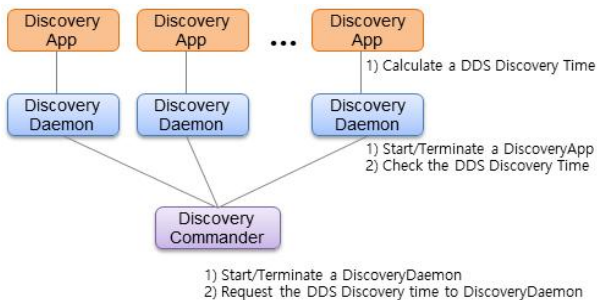 Discovery
App
Discovery
App
...
Discovery
App
1) Calculate a DDS Discovery Time
Discovery
Daemon
Discovery
Daemon
Discovery
Daemon
1) Start/Terminate a DiscoveryApp
2) Check the DDS Discovery Time
Discovery
Commander
1) Start/Terminate a DiscoveryDaemon
2) Request the DDS Discovery time to DiscoveryDaemon